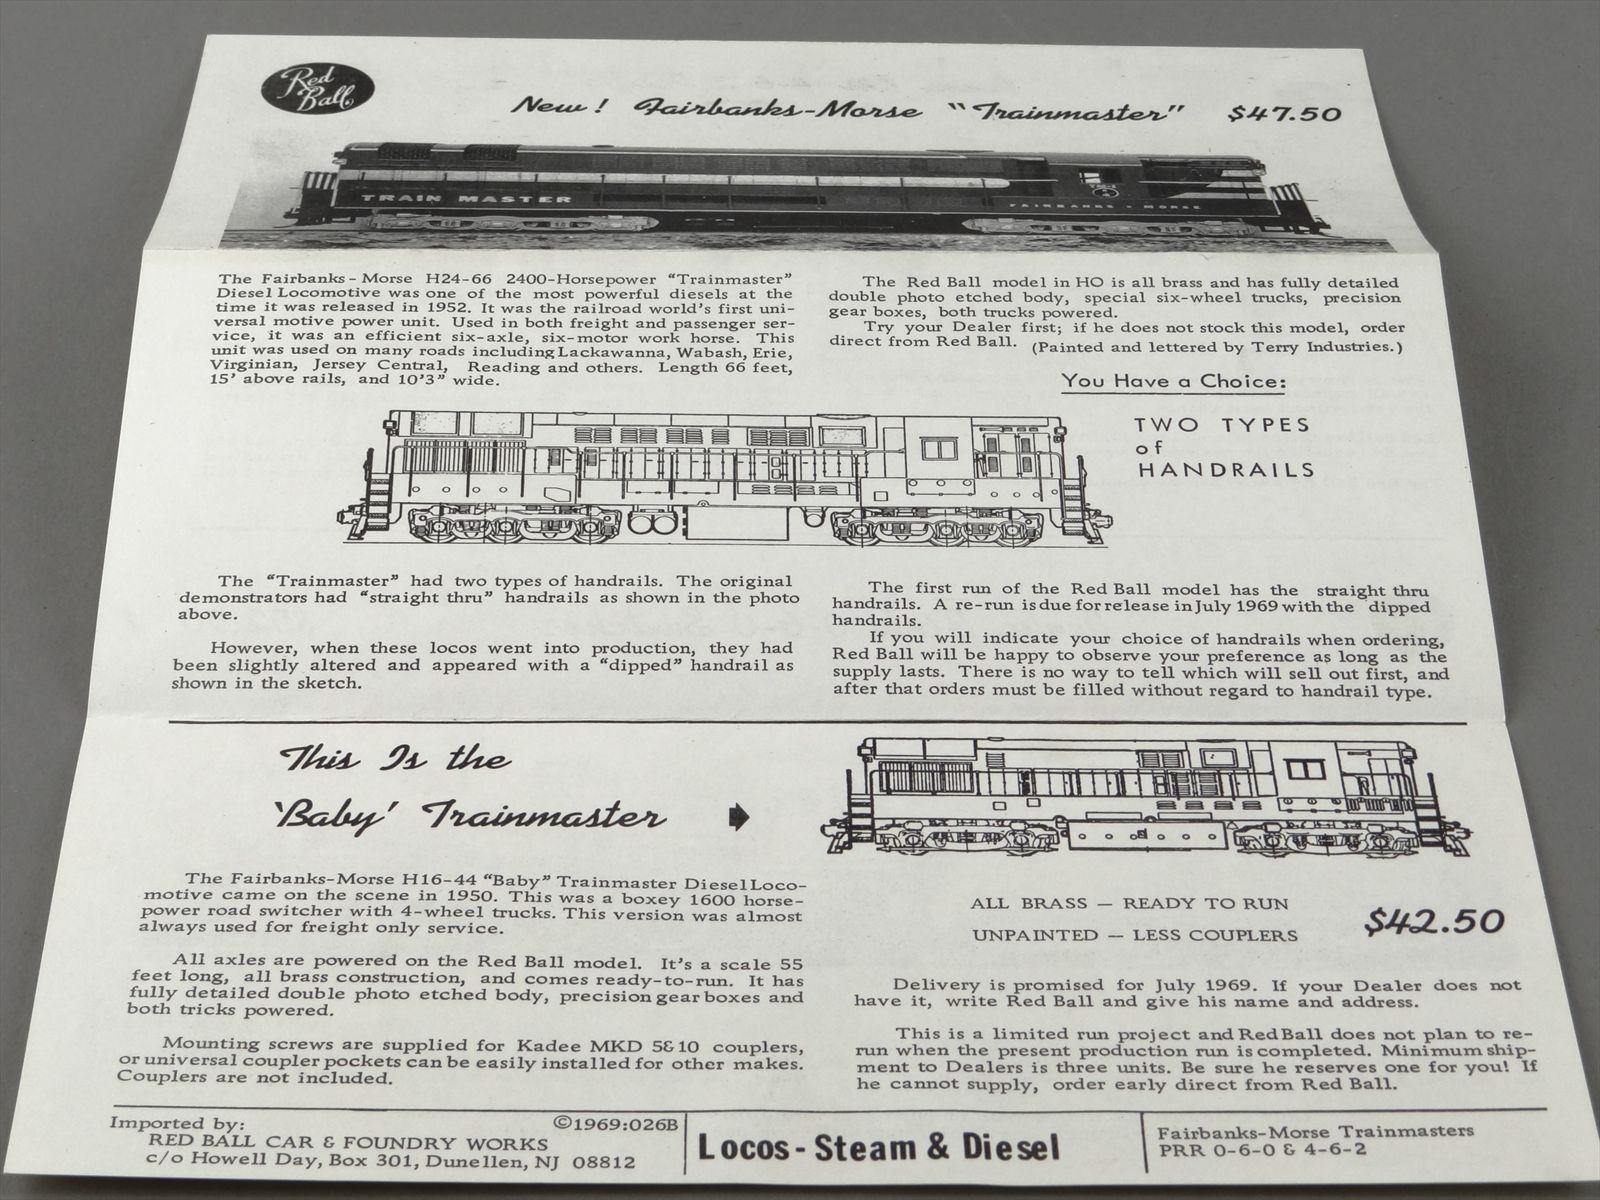 Red
Ball
New! Fairbanks-Morse "Trainmaster" $47.50
TRAIN MASTER
FAIRBANKS - MORSE
The Fairbanks-Morse H24-66 2400-Horsepower "Trainmaster"
Diesel Locomotive was one of the most powerful diesels at the
time it was released in 1952. It was the railroad world's first uni-
versal motive power unit. Used in both freight and passenger ser-
vice, it was an efficient six-axle, six-motor work horse. This
unit was used on many roads including Lackawanna, Wabash, Erie,
Virginian, Jersey Central, Reading and others. Length 66 feet,
15' above rails, and 10'3" wide.
The Red Ball model in HO is all brass and has fully detailed
double photo etched body, special six-wheel trucks, precision
gear boxes, both trucks powered.
Try your Dealer first; if he does not stock this model, order
direct from Red Ball. (Painted and lettered by Terry Industries.)
You Have a Choice:
TWO TYPES
of
HANDRAILS
The "Trainmaster" had two types of handrails. The original
demonstrators had "straight thru" handrails as shown in the photo
above.
However, when these locos went into production, they had
been slightly altered and appeared with a "dipped" handrail as
shown in the sketch.
The first run of the Red Ball model has the straight thru
handrails. A re-run is due for release in July 1969 with the dipped
handrails.
If you will indicate your choice of handrails when ordering,
Red Ball will be happy to observe your preference as long as the
supply lasts. There is no way to tell which will sell out first, and
after that orders must be filled without regard to handrail type.
This Is the
'Baby' Trainmaster
The Fairbanks-Morse H16-44 "Baby" Trainmaster Diesel Loco-
motive came on the scene in 1950. This was a boxey 1600 horse-
power road switcher with 4-wheel trucks. This version was almost
always used for freight only service.
All axles are powered on the Red Ball model. It's a scale 55
feet long, all brass construction, and comes ready-to-run. It has
fully detailed double photo etched body, precision gear boxes and
both tricks powered.
Mounting screws are supplied for Kadee MKD 5&10 couplers,
or universal coupler pockets can be easily installed for other makes.
Couplers are not included.
ALL BRASS — READY TO RUN
UNPAINTED — LESS COUPLERS
$42.50
Delivery is promised for July 1969. If your Dealer does not
have it, write Red Ball and give his name and address.
This is a limited run project and Red Ball does not plan to re-
run when the present production run is completed. Minimum ship-
ment to Dealers is three units. Be sure he reserves one for you! If
he cannot supply, order early direct from Red Ball.
Imported by: ©1969:026B
RED BALL CAR & FOUNDRY WORKS
c/o Howell Day, Box 301, Dunellen, NJ 08812
Locos-Steam & Diesel
Fairbanks-Morse Trainmasters
PRR 0-6-0 & 4-6-2